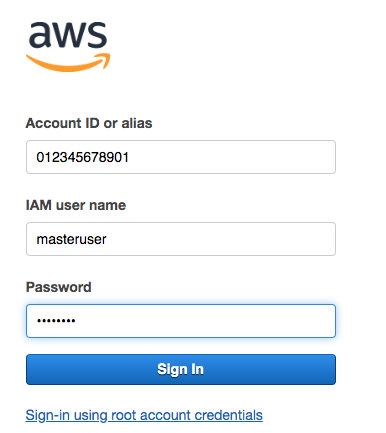 aws
Account ID or alias
012345678901
IAM user name
masteruser
Password
••••••••
Sign In
Sign-in using root account credentials